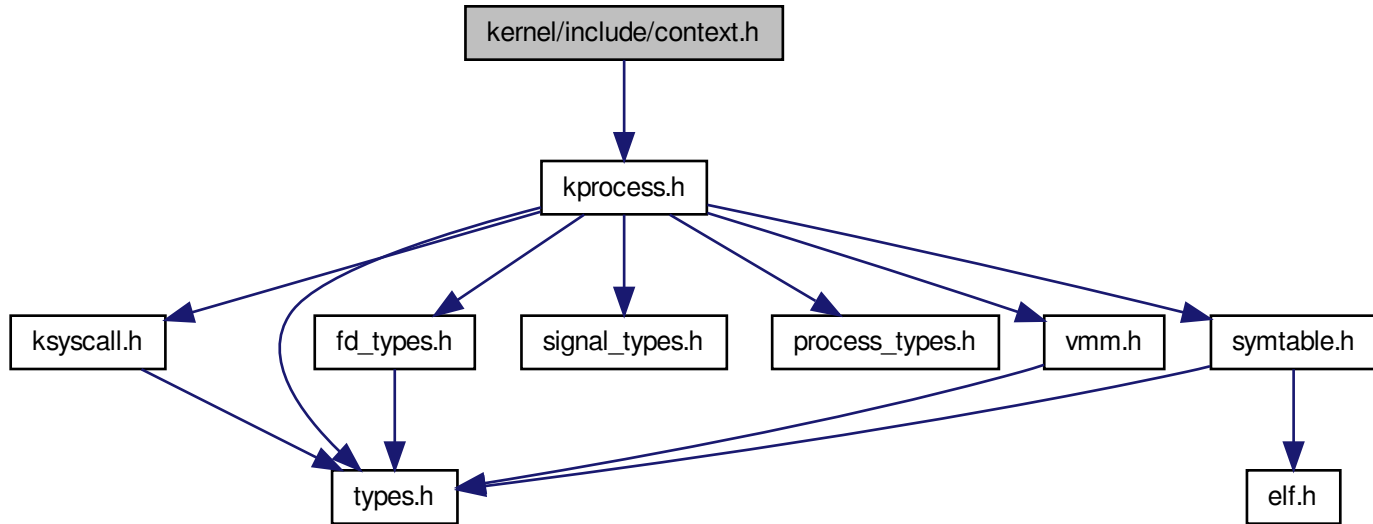 kernel/include/context.h
kprocess.h
ksyscall.h
fd_types.h
signal_types.h
process_types.h
vmm.h
symtable.h
types.h
elf.h